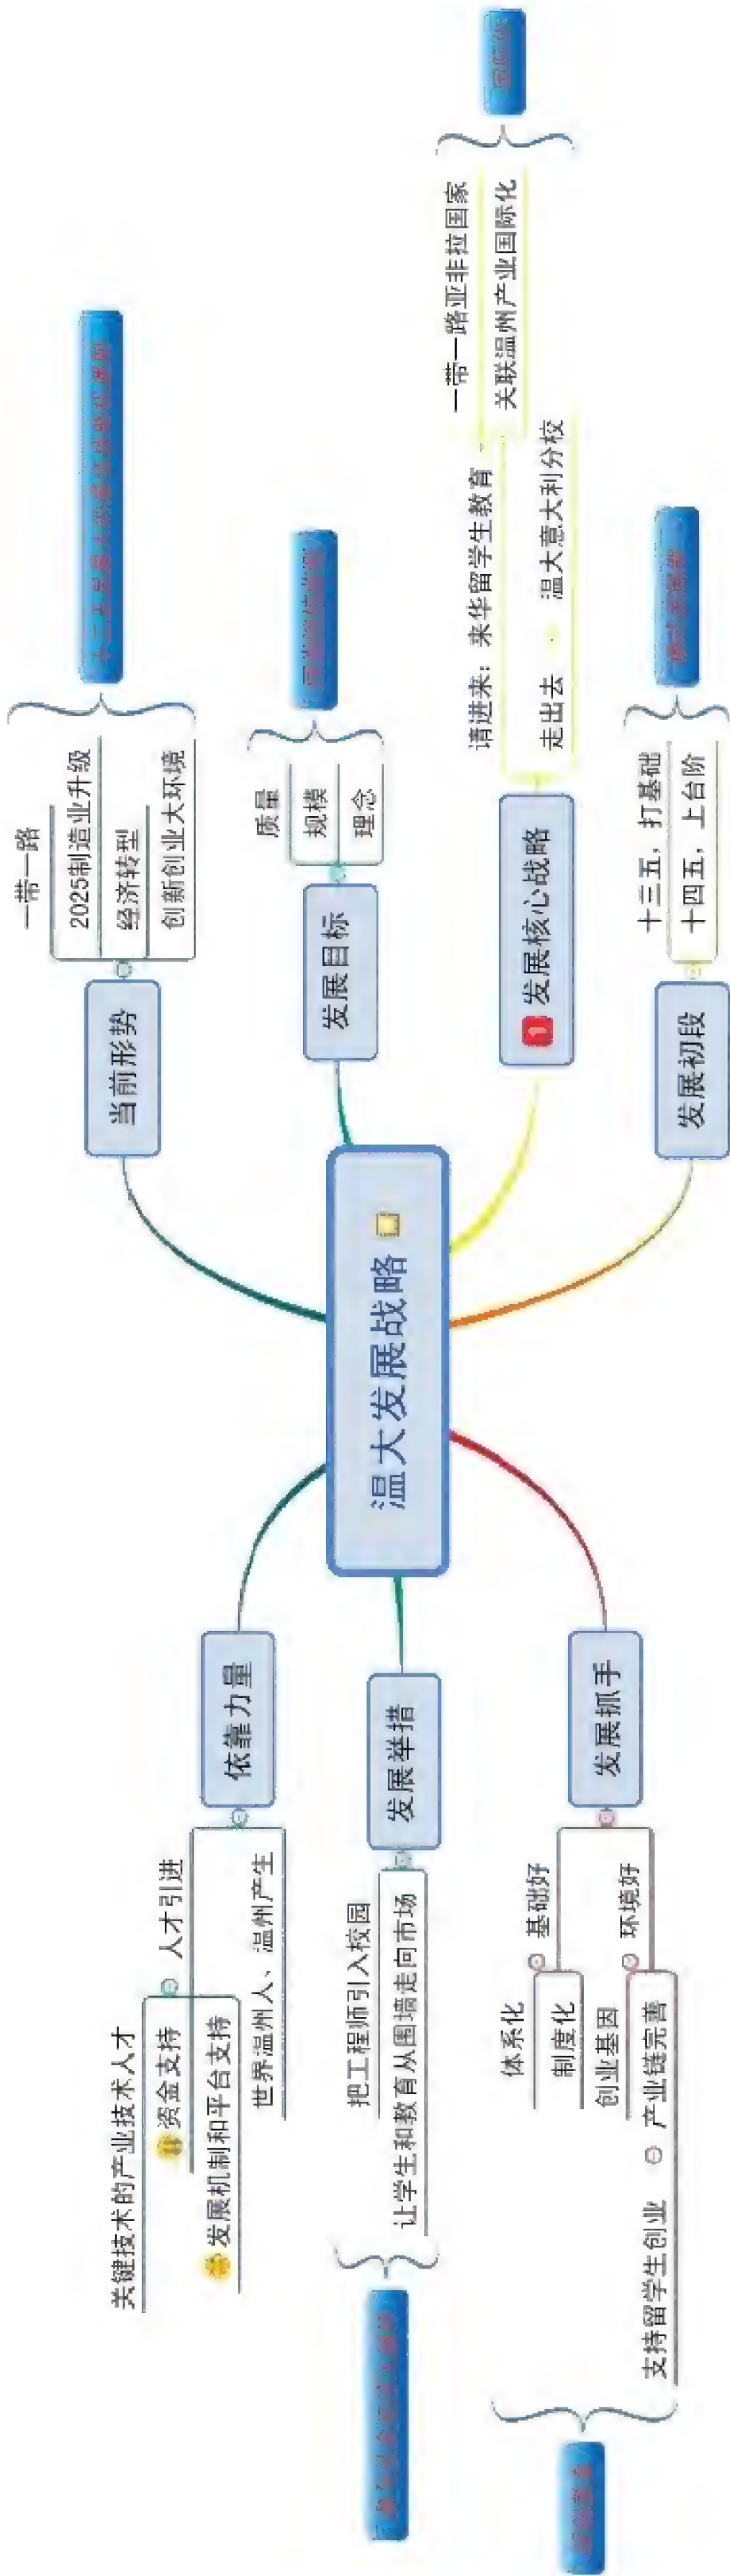 温大发展战略
当前形势
一带一路
2025制造业升级
经济转型
创新创业大环境
发展目标
质量
规模
理念
1 发展核心战略
请进来：来华留学生教育
一带一路亚非拉国家
关联温州产业国际化
走出去
温大意大利分校
发展初段
十三五，打基础
十四五，上台阶
依靠力量
人才引进
关键技术的产业技术人才
资金支持
发展机制和平台支持
世界温州人、温州产生
发展举措
把工程师引入校园
让学生和教育从围墙走向市场
发展抓手
基础好
体系化
制度化
环境好
创业基因
产业链完善
支持留学生创业